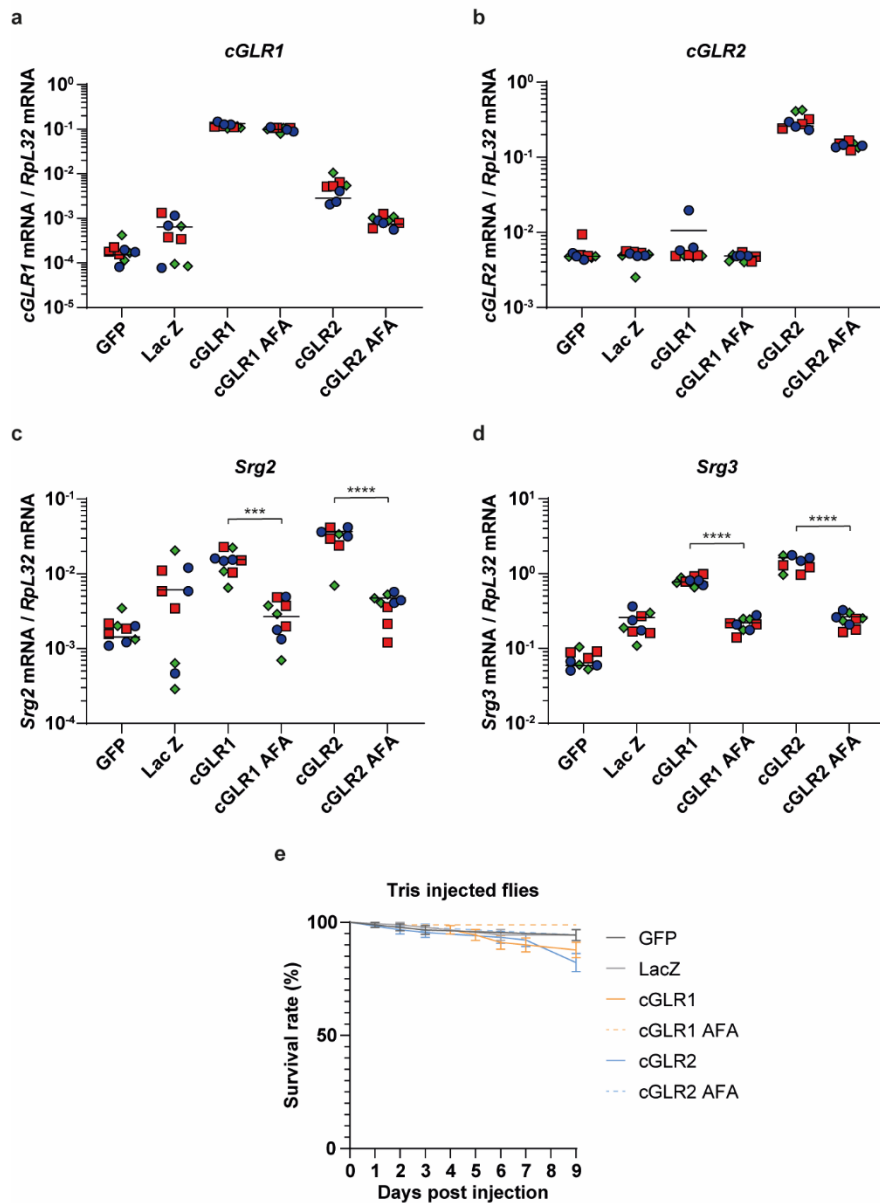 a
cGLR1
cGLR1 mRNA / RpL32 mRNA
10⁰
10⁻¹
10⁻²
10⁻³
10⁻⁴
10⁻⁵
GFP
Lac Z
cGLR1
cGLR1 AFA
cGLR2
cGLR2 AFA
b
cGLR2
cGLR2 mRNA / RpL32 mRNA
10⁰
10⁻¹
10⁻²
10⁻³
GFP
Lac Z
cGLR1
cGLR1 AFA
cGLR2
cGLR2 AFA
c
Srg2
Srg2 mRNA / RpL32 mRNA
10⁻¹
10⁻²
10⁻³
10⁻⁴
***
****
GFP
Lac Z
cGLR1
cGLR1 AFA
cGLR2
cGLR2 AFA
d
Srg3
Srg3 mRNA / RpL32 mRNA
10¹
10⁰
10⁻¹
10⁻²
****
****
GFP
Lac Z
cGLR1
cGLR1 AFA
cGLR2
cGLR2 AFA
e
Tris injected flies
Survival rate (%)
100
50
0
0 1 2 3 4 5 6 7 8 9
Days post injection
GFP
LacZ
cGLR1
cGLR1 AFA
cGLR2
cGLR2 AFA